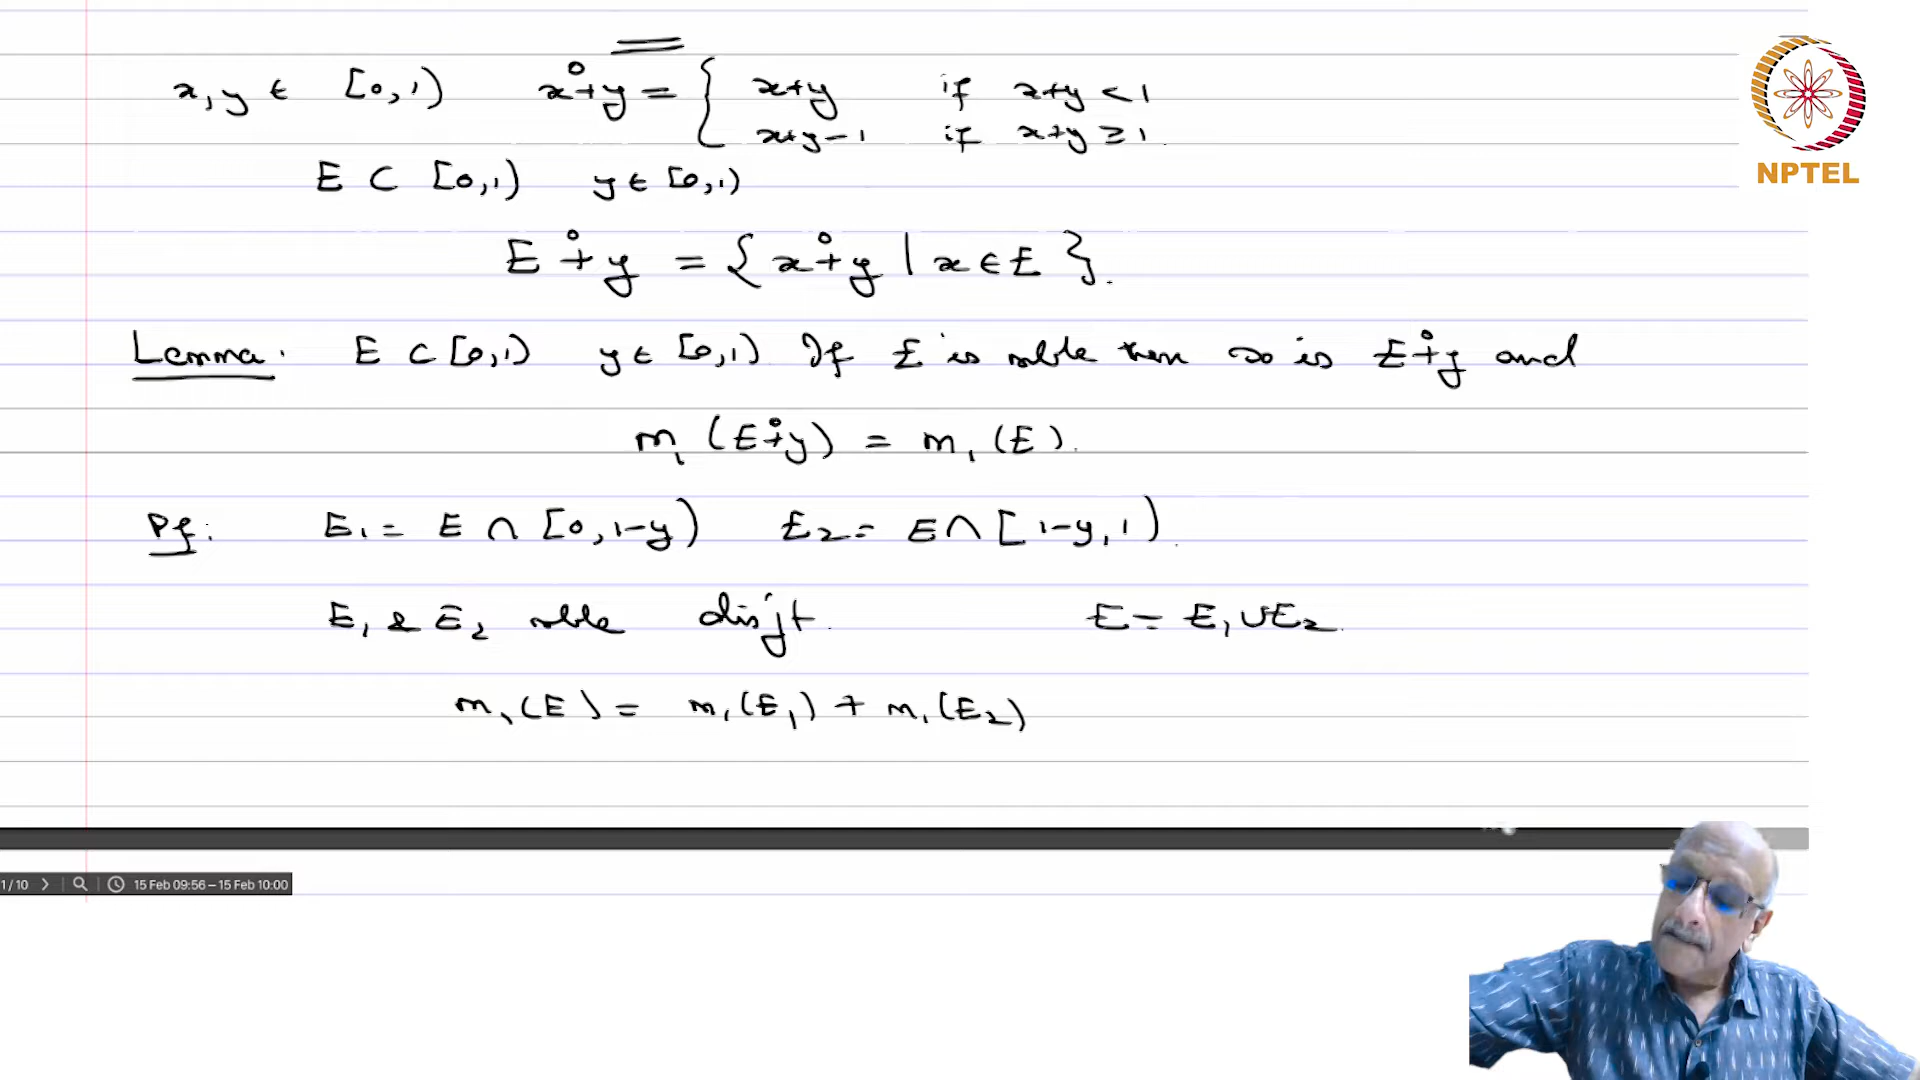 x, y ∈ [0,1) x +̊ y = { x+y if x+y < 1
x+y-1 if x+y ≥ 1.
E ⊂ [0,1) y ∈ [0,1)
E +̊ y = { x +̊ y | x ∈ E }.
Lemma. E ⊂ [0,1) y ∈ [0,1) If E is mble then so is E +̊ y and
m₁ (E +̊ y) = m₁ (E).
Pf: E₁ = E ∩ [0, 1-y) E₂ = E ∩ [1-y, 1).
E₁ & E₂ mble disjt. E = E₁ ∪ E₂.
m₁(E) = m₁(E₁) + m₁(E₂)
NPTEL
1/10 15 Feb 09:56 – 15 Feb 10:00